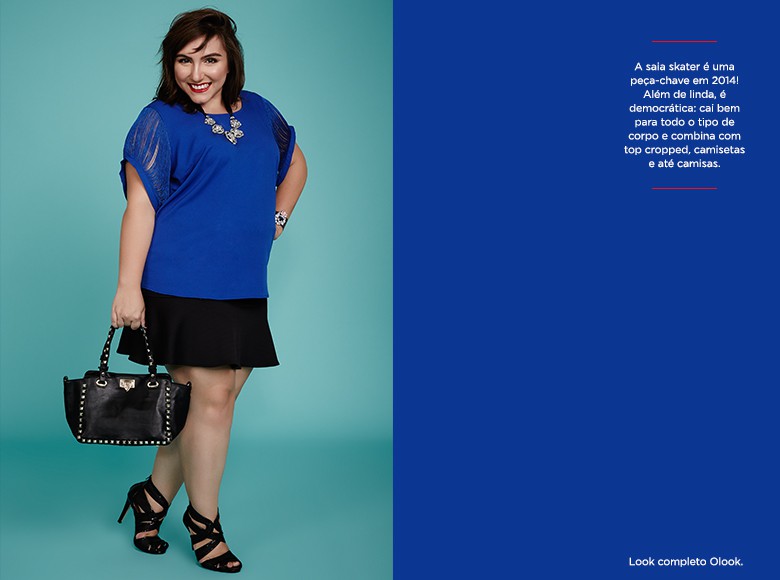 A saia skater é uma
peça-chave em 2014!
Além de linda, é
democrática: cai bem
para todo o tipo de
corpo e combina com
top cropped, camisetas
e até camisas.
Look completo Olook.